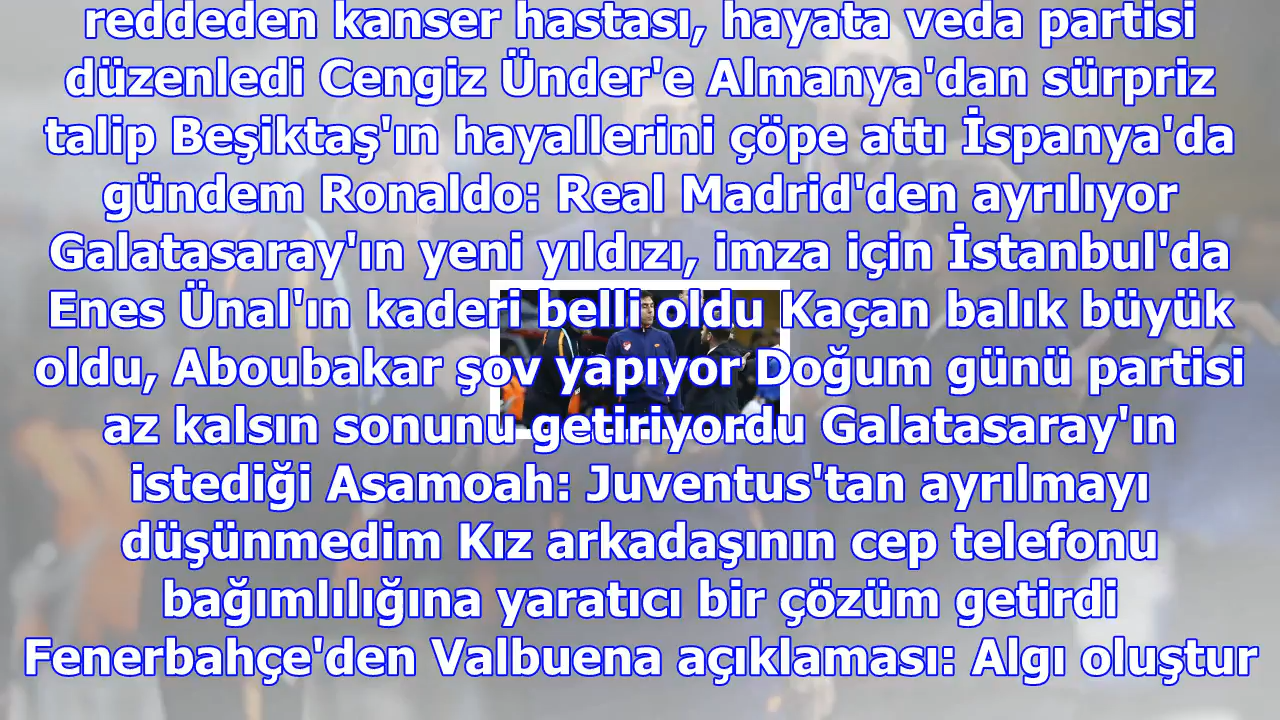 reddeden kanser hastası, hayata veda partisi
düzenledi Cengiz Ünder'e Almanya'dan sürpriz
talip Beşiktaş'ın hayallerini çöpe attı İspanya'da
gündem Ronaldo: Real Madrid'den ayrılıyor
Galatasaray'ın yeni yıldızı, imza için İstanbul'da
Enes Ünal'ın kaderi belli oldu Kaçan balık büyük
oldu, Aboubakar şov yapıyor Doğum günü partisi
az kalsın sonunu getiriyordu Galatasaray'ın
istediği Asamoah: Juventus'tan ayrılmayı
düşünmedim Kız arkadaşının cep telefonu
bağımlılığına yaratıcı bir çözüm getirdi
Fenerbahçe'den Valbuena açıklaması: Algı oluştur